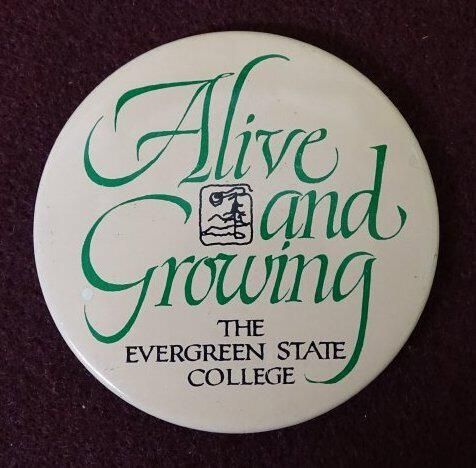 Alive
and
Growing
THE
EVERGREEN STATE
COLLEGE